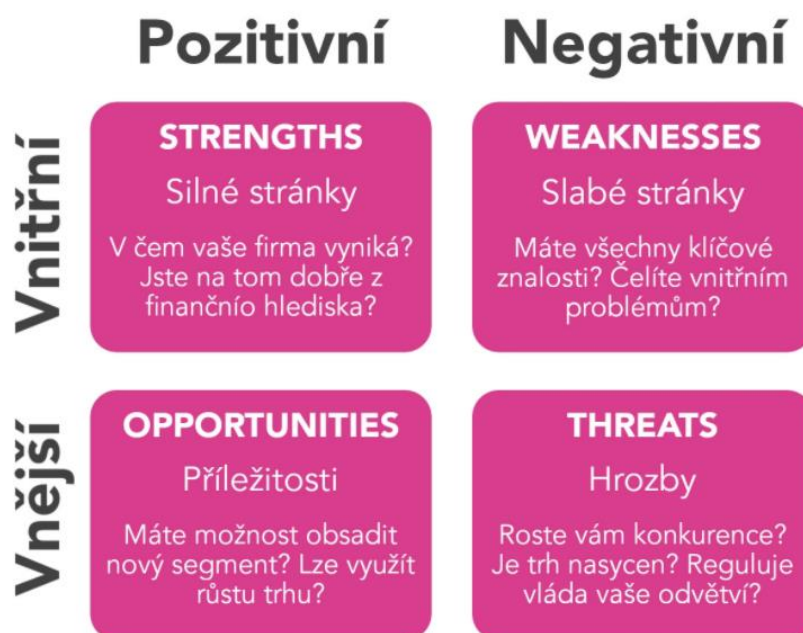 Pozitivní
Negativní
Vnitřní
STRENGTHS
Silné stránky
V čem vaše firma vyniká?
Jste na tom dobře z
finančnío hlediska?
WEAKNESSES
Slabé stránky
Máte všechny klíčové
znalosti? Čelíte vnitřním
problémům?
Vnější
OPPORTUNITIES
Příležitosti
Máte možnost obsadit
nový segment? Lze využít
růstu trhu?
THREATS
Hrozby
Roste vám konkurence?
Je trh nasycen? Reguluje
vláda vaše odvětví?